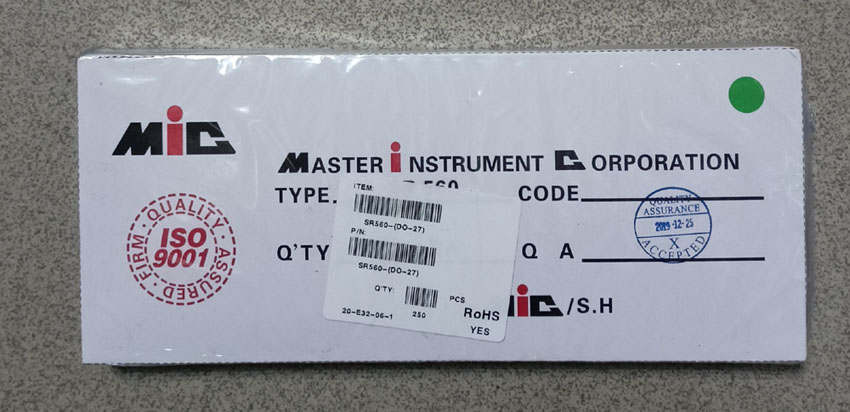 MiC
MASTER iNSTRUMENT CORPORATION
TYPE. 560 CODE
Q'TY Q A
MiC/S.H
FIRM · QUALITY ASSURED
ISO
9001
ITEM:
SR560-(DO-27)
P/N:
SR560-(DO-27)
Q'TY: PCS
250
20-E32-06-1
RoHS
YES
QUALITY
ASSURANCE
2019-12-25
X
ACCEPTED